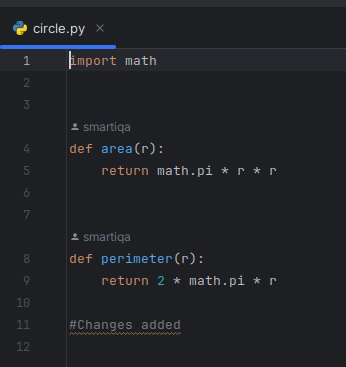 circle.py
1 import math
2
3
smartiqa
4 def area(r):
5     return math.pi * r * r
6
7
smartiqa
8 def perimeter(r):
9     return 2 * math.pi * r
10
11 #Changes added
12